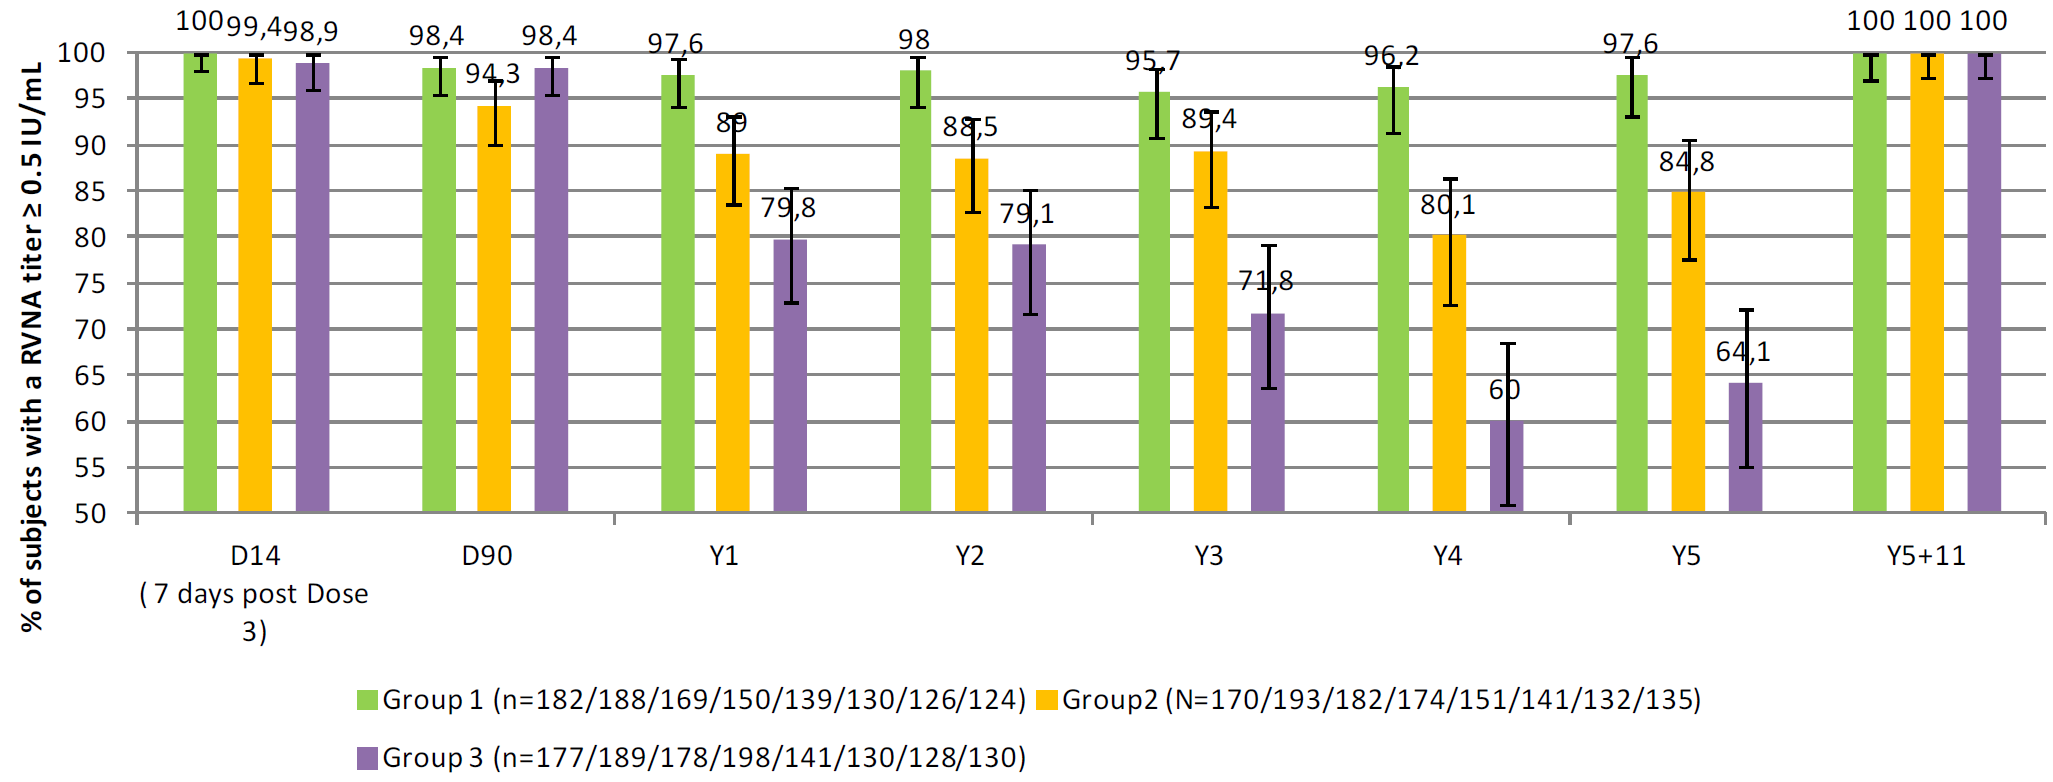 100 99,4 98,9 98,4 94,3 98,4 97,6 89 79,8 98 88,5 79,1 95,7 89,4 71,8 96,2 80,1 60 97,6 84,8 64,1 100 100 100
% of subjects with a RVNA titer ≥ 0.5 IU/mL
100
95
90
85
80
75
70
65
60
55
50
D14 D90 Y1 Y2 Y3 Y4 Y5 Y5+11
( 7 days post Dose
3)
Group 1 (n=182/188/169/150/139/130/126/124) Group2 (N=170/193/182/174/151/141/132/135)
Group 3 (n=177/189/178/198/141/130/128/130)